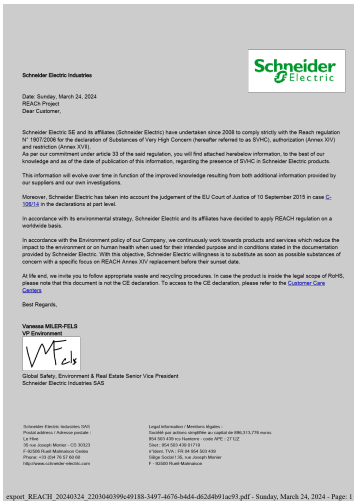 Schneider
Electric
Schneider Electric Industries
Date: Sunday, March 24, 2024
REACh Project
Dear Customer,
Schneider Electric SE and its affiliates (Schneider Electric) have undertaken since 2008 to comply strictly with the Reach regulation
N° 1907/2006 for the declaration of Substances of Very High Concern (hereafter referred to as SVHC), authorization (Annex XIV)
and restriction (Annex XVII).
As per our commitment under article 33 of the said regulation, you will find attached herebelow information, to the best of our
knowledge and as of the date of publication of this information, regarding the presence of SVHC in Schneider Electric products.
This information will evolve over time in function of the improved knowledge resulting from both additional information provided by
our suppliers and our own investigations.
Moreover, Schneider Electric has taken into account the judgement of the EU Court of Justice of 10 September 2015 in case C-
106/14 in the declarations at part level.
In accordance with its environmental strategy, Schneider Electric and its affiliates have decided to apply REACH regulation on a
worldwide basis.
In accordance with the Environment policy of our Company, we continuously work towards products and services which reduce the
impact to the environment or on human health when used for their intended purpose and in conditions stated in the documentation
provided by Schneider Electric. With this objective, Schneider Electric willingness is to substitute as soon as possible substances of
concern with a specific focus on REACH Annex XIV replacement before their sunset date.
At life end, we invite you to follow appropriate waste and recycling procedures. In case the product is inside the legal scope of RoHS,
please note that this document is not the CE declaration. To access to the CE declaration, please refer to the Customer Care
Centers
Best Regards,
Vanessa MILER-FELS
VP Environment
Global Safety, Environment & Real Estate Senior Vice President
Schneider Electric Industries SAS
Schneider Electric Industries SAS
Postal address / Adresse postale :
Le Hive
35 rue Joseph Monier - CS 30323
F-92506 Rueil Malmaison Cedex
Phone: +33 (0)4 76 57 60 60
http://www.schneider-electric.com
Legal information / Mentions légales :
Société par actions simplifiée au capital de 896,313,776 euros
954 503 439 rcs Nanterre - code APE : 2712Z
Siret : 954 503 439 01719
n°ident. TVA : FR 04 954 503 439
Siège Social : 35, rue Joseph Monier
F - 92500 Rueil-Malmaison